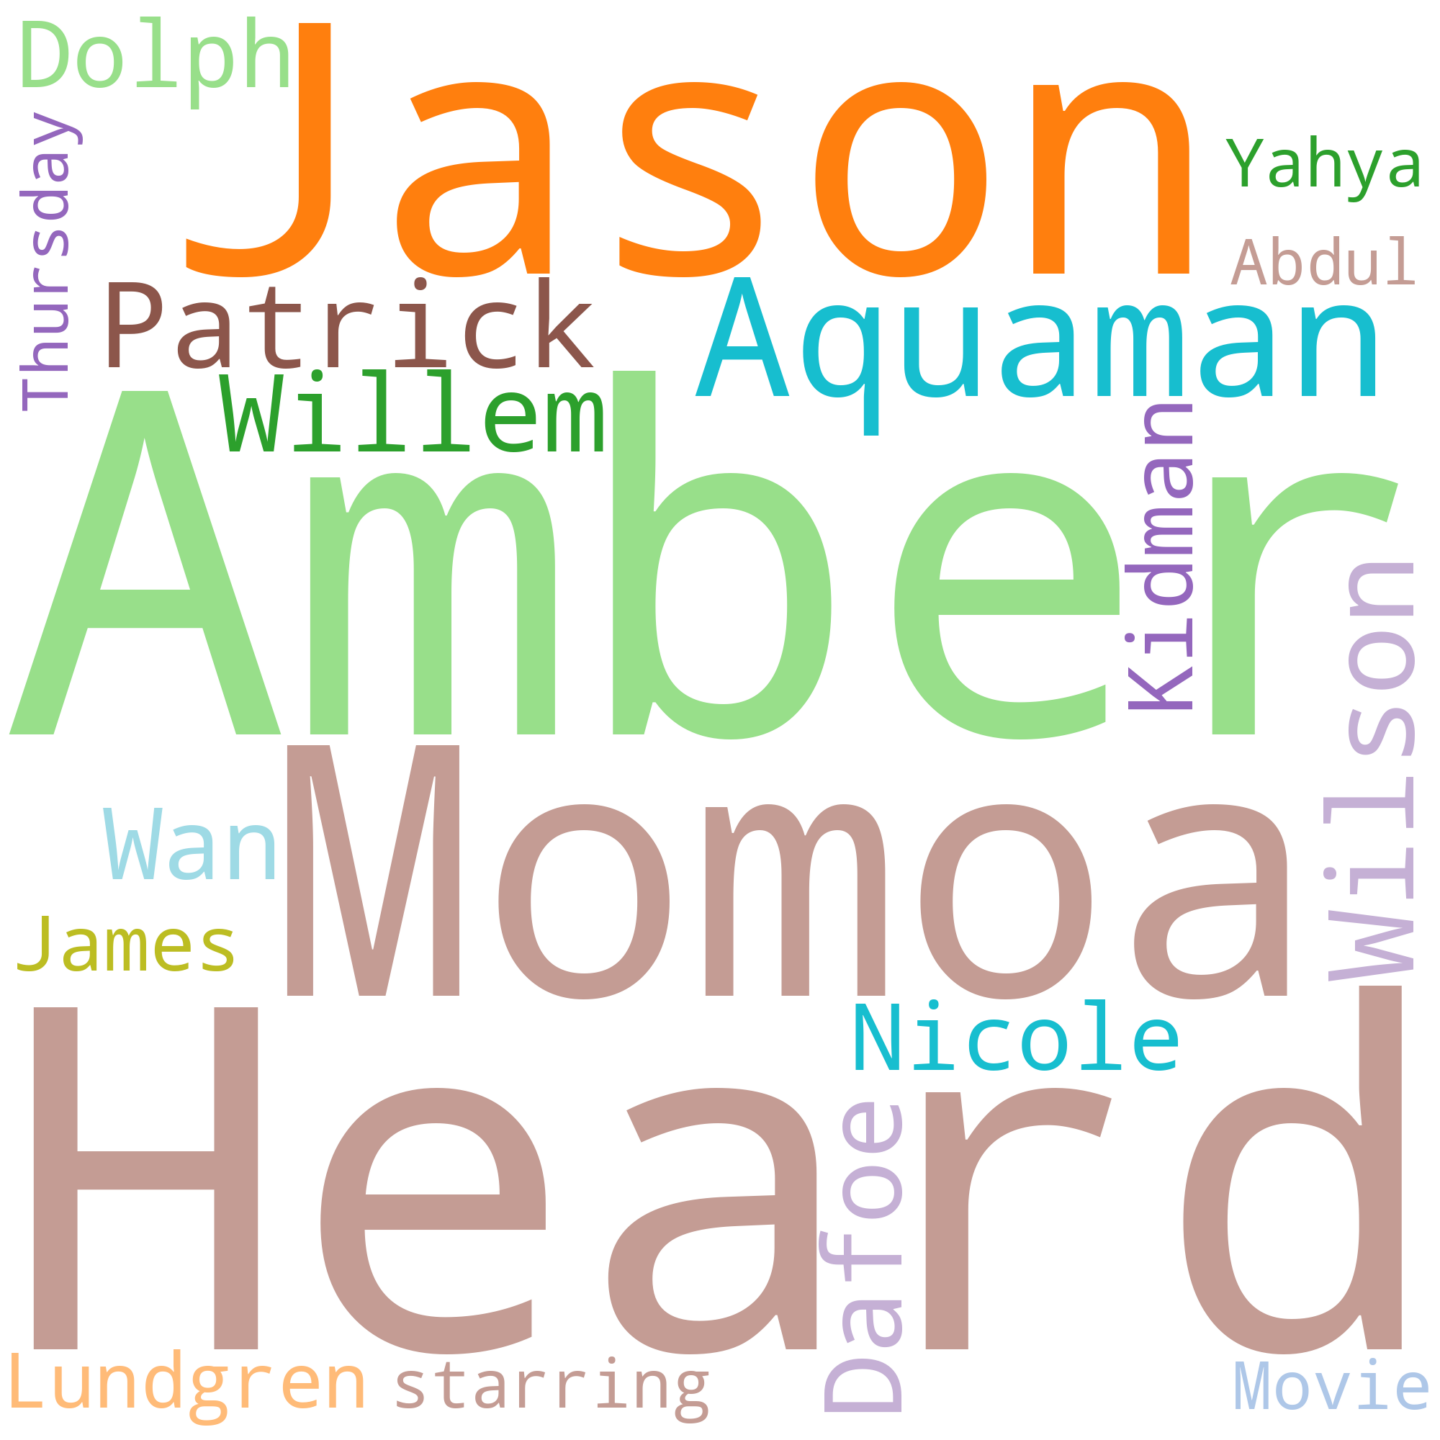 Dolph
Jason
Thursday
Yahya
Abdul
Patrick
Aquaman
Willem
Amber
Kidman
Wilson
Momoa
Wan
James
Heard
Nicole
Dafoe
Lundgren
starring
Movie